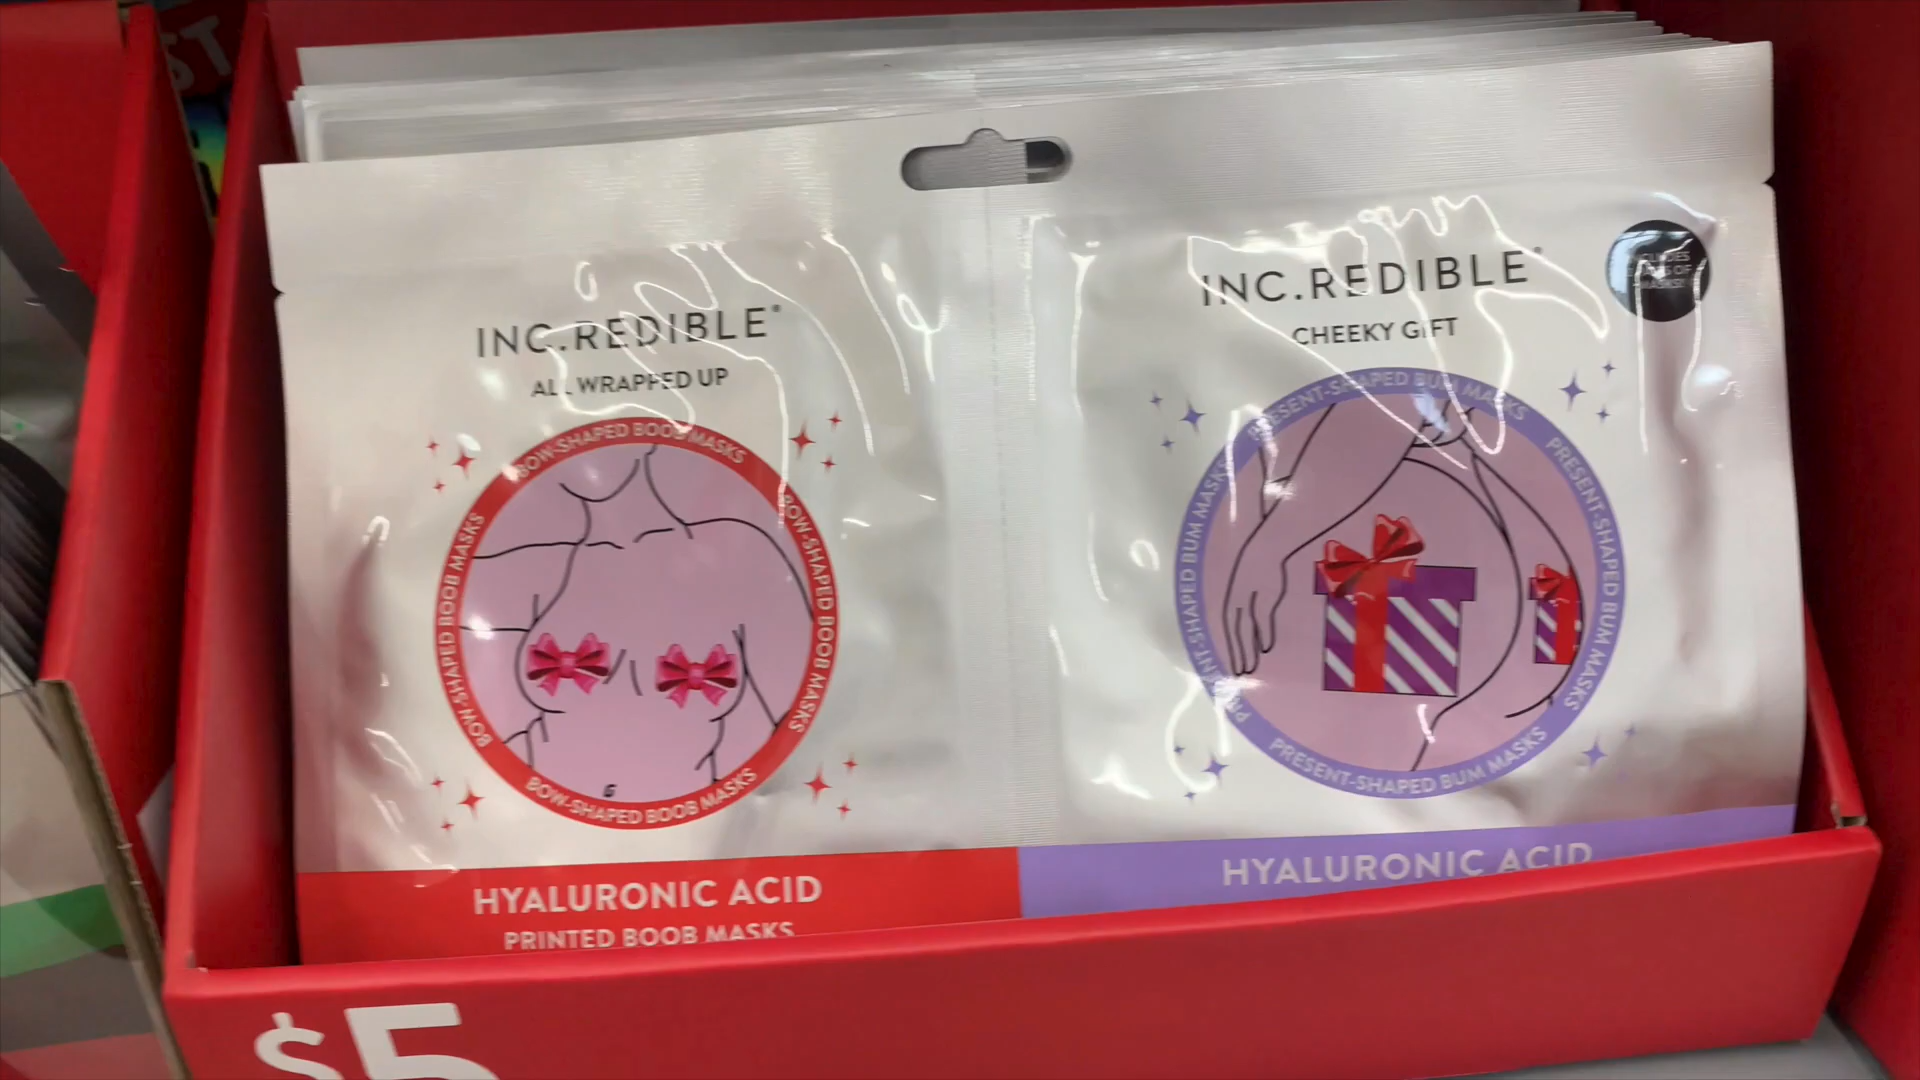 ST
INC.REDIBLE
ALL WRAPPED UP
BOW-SHAPED BOOB MASKS
BOW-SHAPED BOOB MASKS
BOW-SHAPED BOOB MASKS
BOW-SHAPED BOOB MASKS
HYALURONIC ACID
PRINTED BOOB MASKS
INC.REDIBLE
CHEEKY GIFT
PRESENT-SHAPED BUM MASKS
PRESENT-SHAPED BUM MASKS
PRESENT-SHAPED BUM MASKS
PRESENT-SHAPED BUM MASKS
HYALURONIC ACID
$5